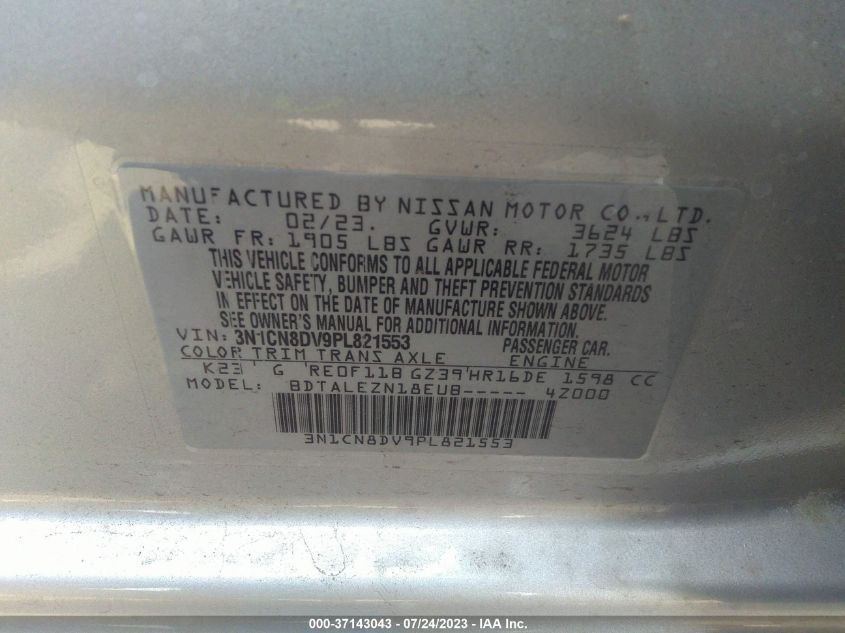 MANUFACTURED BY NISSAN MOTOR CO., LTD.
DATE: 02/23. GVWR: 3624 LBS
GAWR FR: 1905 LBS GAWR RR: 1735 LBS
THIS VEHICLE CONFORMS TO ALL APPLICABLE FEDERAL MOTOR
VEHICLE SAFETY, BUMPER AND THEFT PREVENTION STANDARDS
IN EFFECT ON THE DATE OF MANUFACTURE SHOWN ABOVE.
SEE OWNER'S MANUAL FOR ADDITIONAL INFORMATION.
VIN: 3N1CN8DV9PL821553 PASSENGER CAR.
COLOR TRIM TRANS AXLE ENGINE
K23 ' G 'RE0F11B GZ39'HR16DE 1598 CC
MODEL: BDTALEZN18EUB----- 4Z000
3N1CN8DV9PL821553
000-37143043 - 07/24/2023 - IAA Inc.